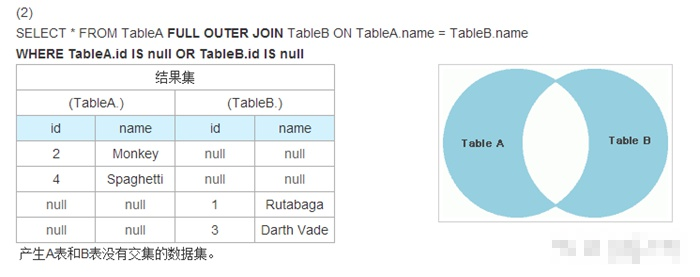 (2)
SELECT * FROM TableA FULL OUTER JOIN TableB ON TableA.name = TableB.name
WHERE TableA.id IS null OR TableB.id IS null
结果集
(TableA.) (TableB.)
id name id name
2 Monkey null null
4 Spaghetti null null
null null 1 Rutabaga
null null 3 Darth Vade
产生A表和B表没有交集的数据集。
Table A Table B